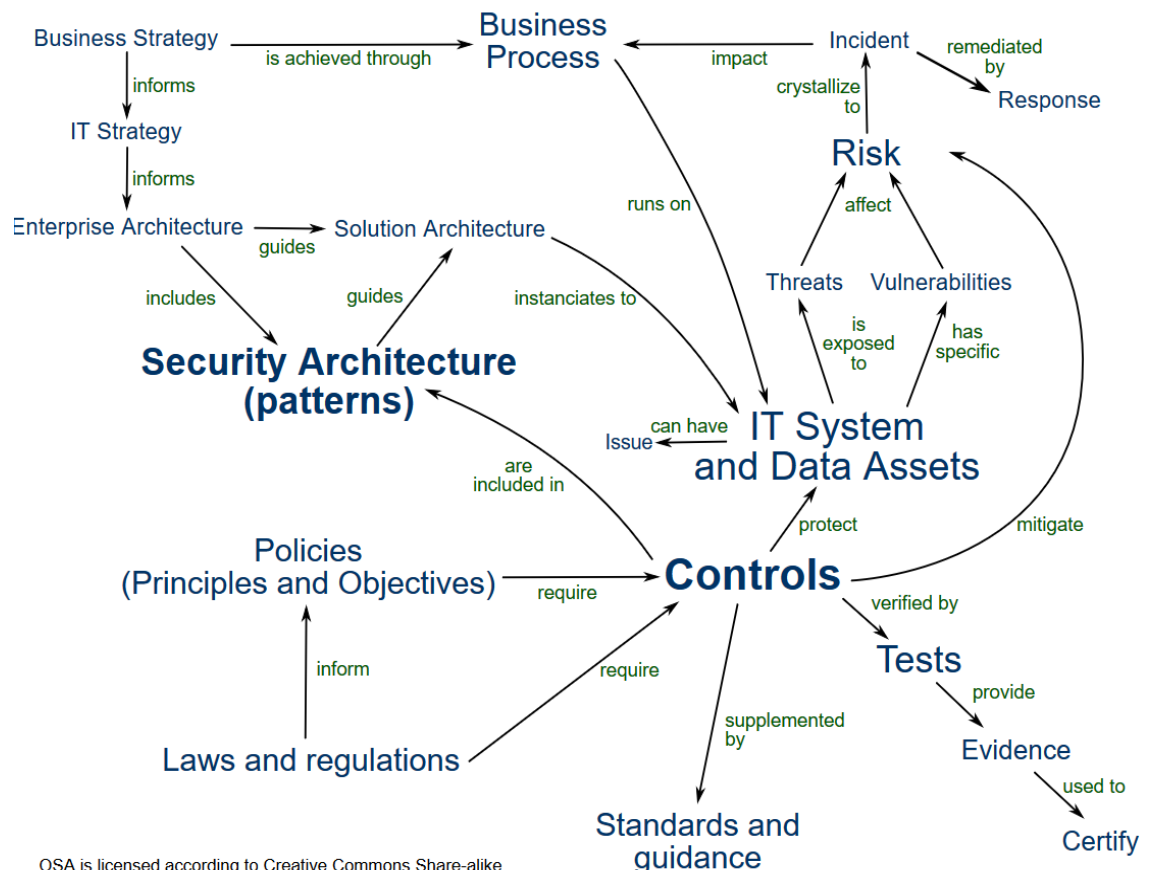 Business Strategy
is achieved through
Business
Process
impact
Incident
remediated
by
Response
informs
crystallize
to
IT Strategy
Risk
informs
runs on
affect
Enterprise Architecture
guides
Solution Architecture
includes
guides
instanciates to
Threats
Vulnerabilities
is
exposed
to
has
specific
Security Architecture
(patterns)
can have
Issue
IT System
and Data Assets
are
included in
protect
mitigate
Policies
(Principles and Objectives)
require
Controls
verified by
inform
require
Tests
provide
supplemented
by
Evidence
Laws and regulations
used to
Standards and
guidance
Certify
OSA is licensed according to Creative Commons Share-alike